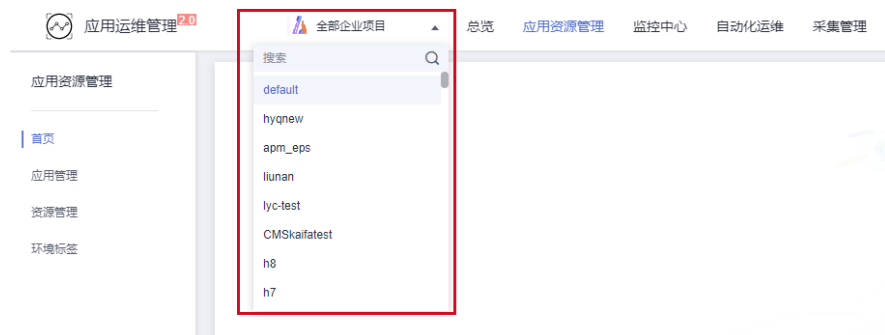 应用运维管理2.0
全部企业项目
总览
应用资源管理
监控中心
自动化运维
采集管理
应用资源管理
首页
应用管理
资源管理
环境标签
搜索
default
hyqnew
apm_eps
liunan
lyc-test
CMSkaifatest
h8
h7